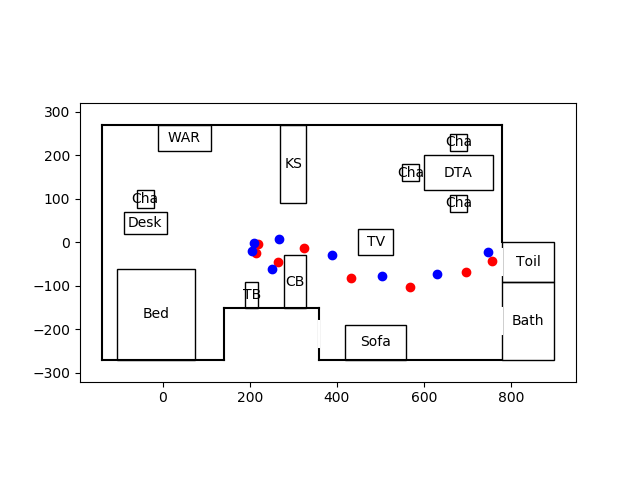 300
200
100
0
−100
−200
−300
WAR
KS
Cha
Cha
DTA
Cha
Cha
Desk
TV
Toil
CB
TB
Bed
Bath
Sofa
0 200 400 600 800